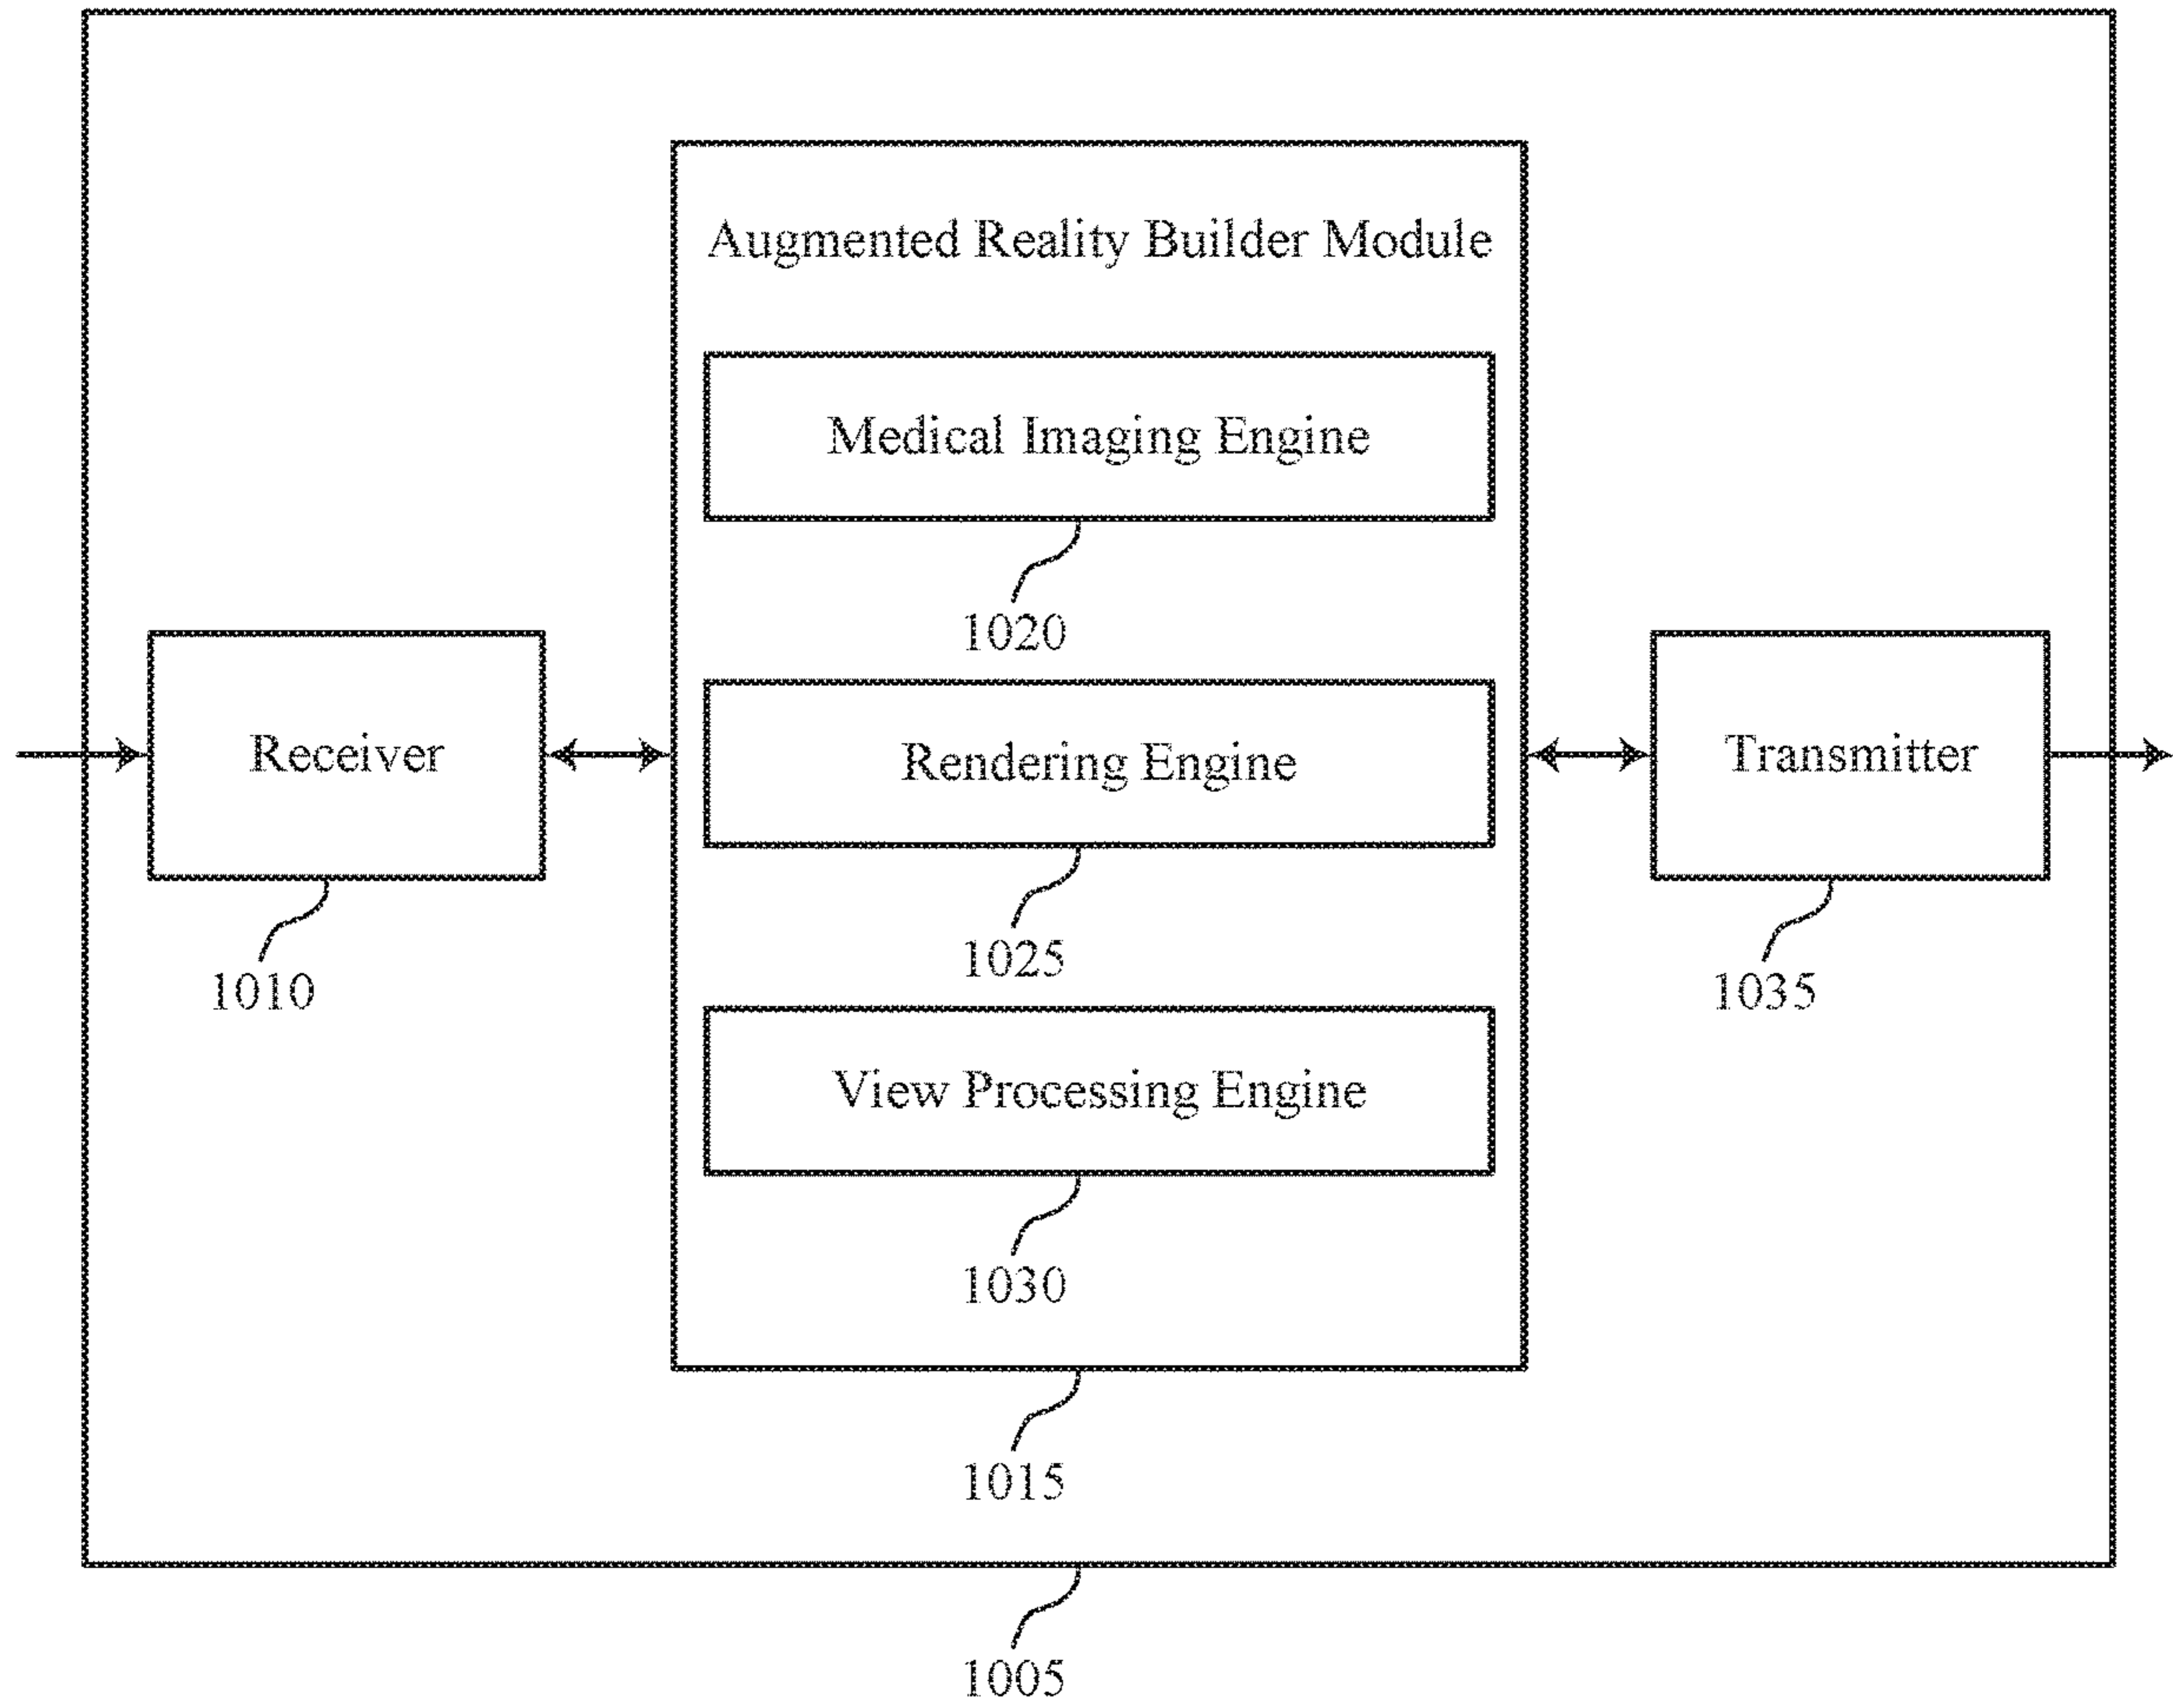 Augmented Reality Builder Module
Medical Imaging Engine
1020
Receiver
1010
Rendering Engine
1025
Transmitter
1035
View Processing Engine
1030
1015
1005